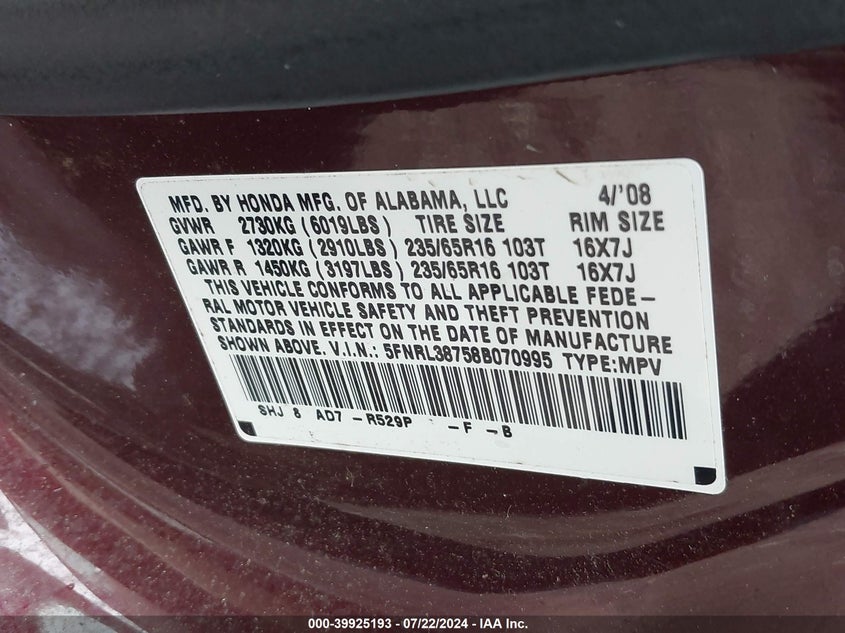 MFD. BY HONDA MFG. OF ALABAMA, LLC 4/'08
GVWR 2730KG (6019LBS) TIRE SIZE RIM SIZE
GAWR F 1320KG (2910LBS) 235/65R16 103T 16X7J
GAWR R 1450KG (3197LBS) 235/65R16 103T 16X7J
THIS VEHICLE CONFORMS TO ALL APPLICABLE FEDE-
RAL MOTOR VEHICLE SAFETY AND THEFT PREVENTION
STANDARDS IN EFFECT ON THE DATE OF MANUFACTURE
SHOWN ABOVE. V.I.N.: 5FNRL38758B070995 TYPE:MPV
SHJ 8 AD7 -R529P -F -B
000-39925193 - 07/22/2024 - IAA Inc.